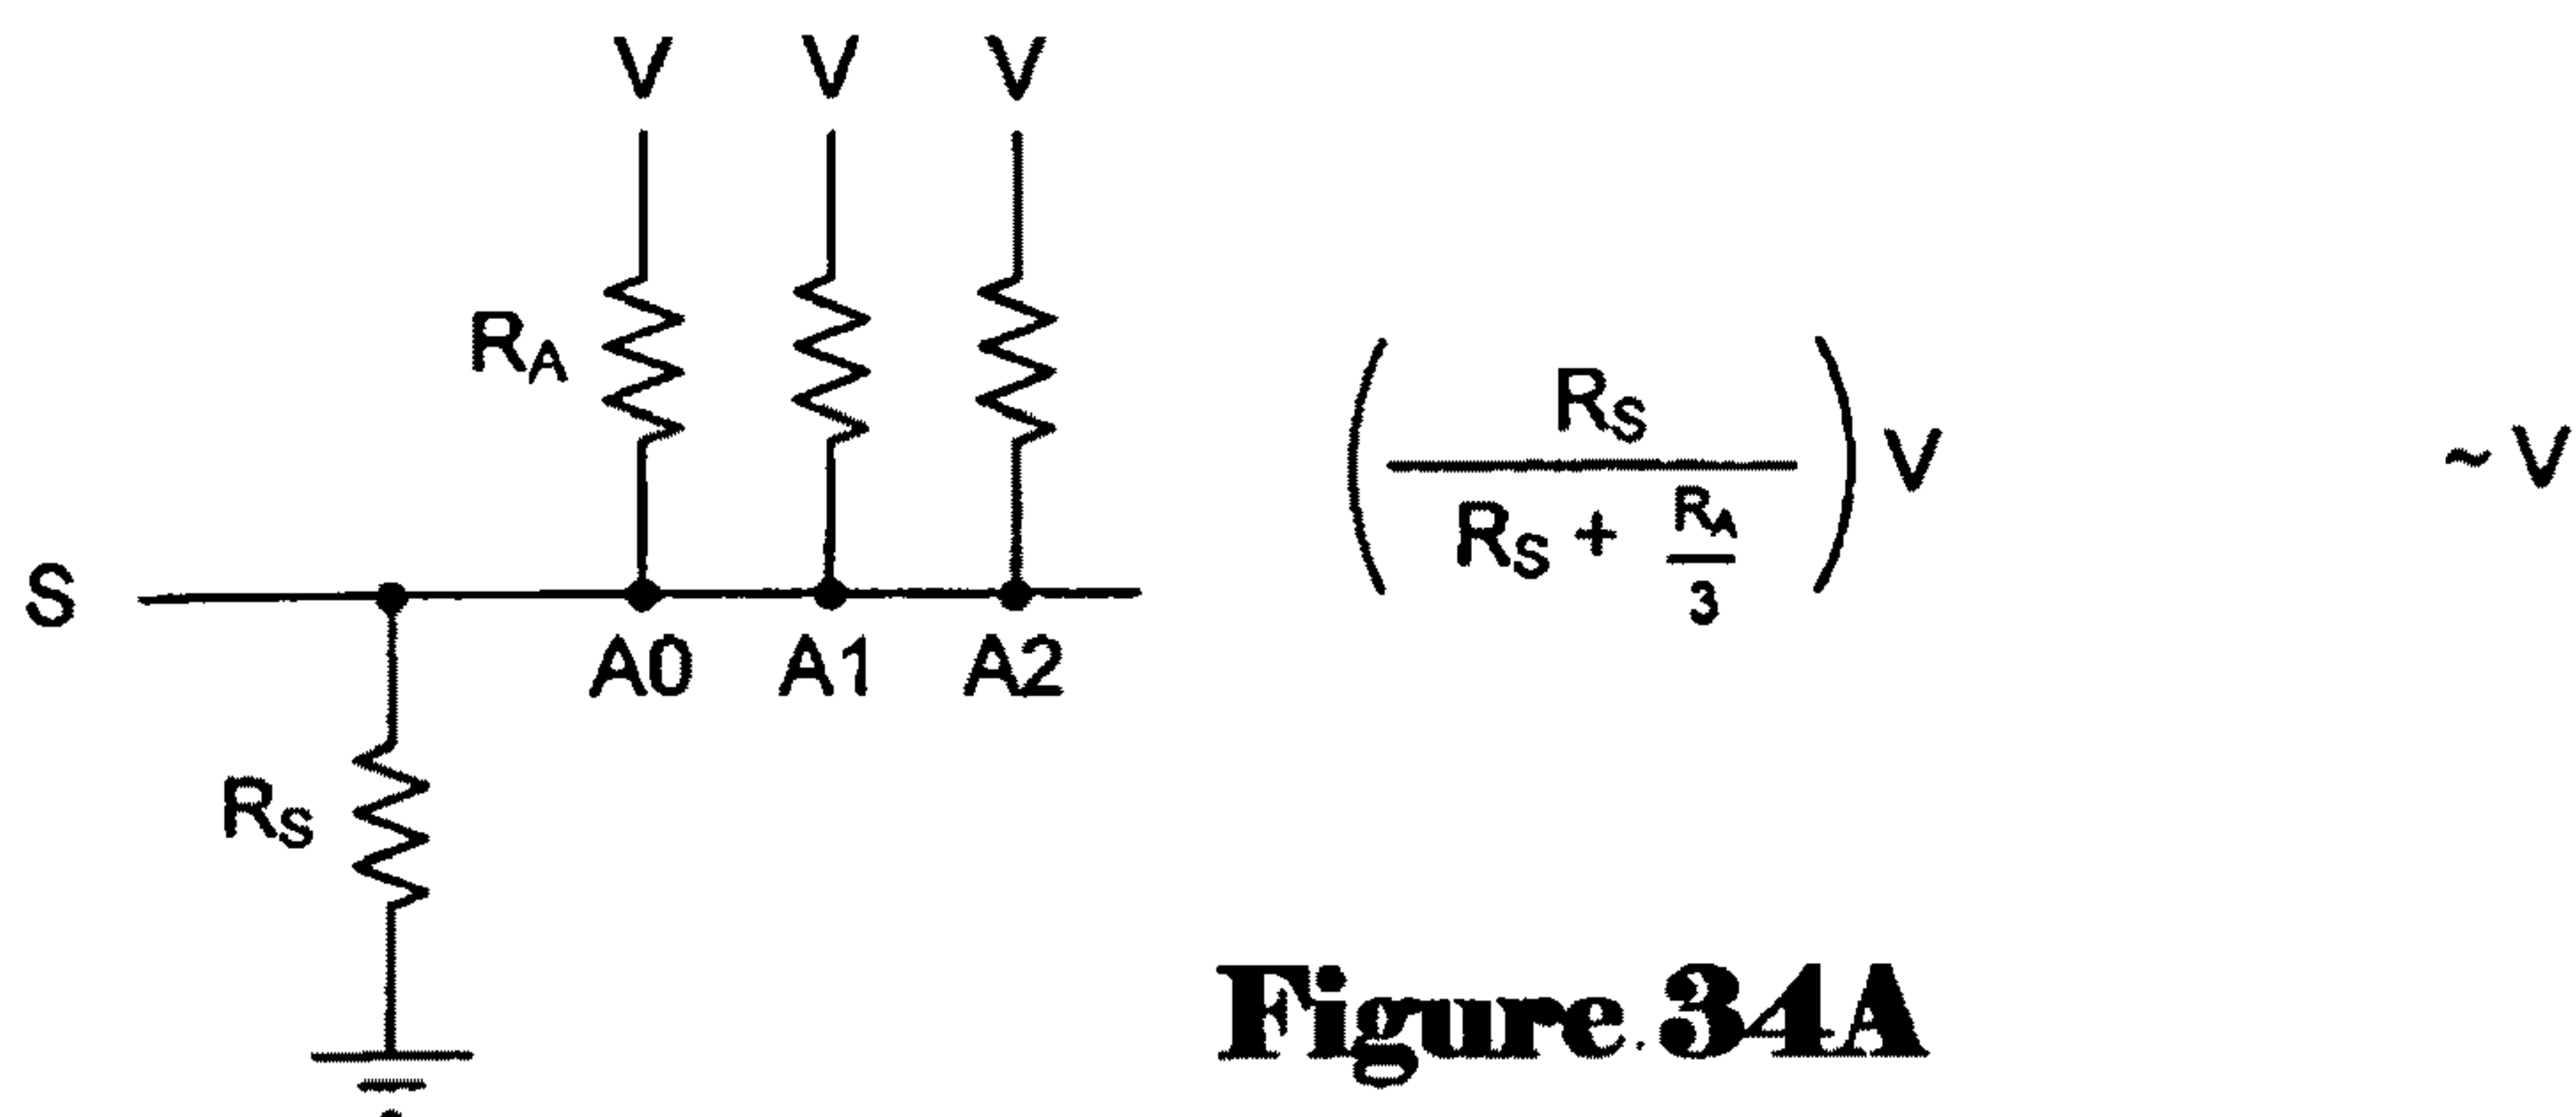 V V V
R_A
S
A0 A1 A2
R_S
( R_S / ( R_S + R_A / 3 ) ) V ~ V
Figure 34A